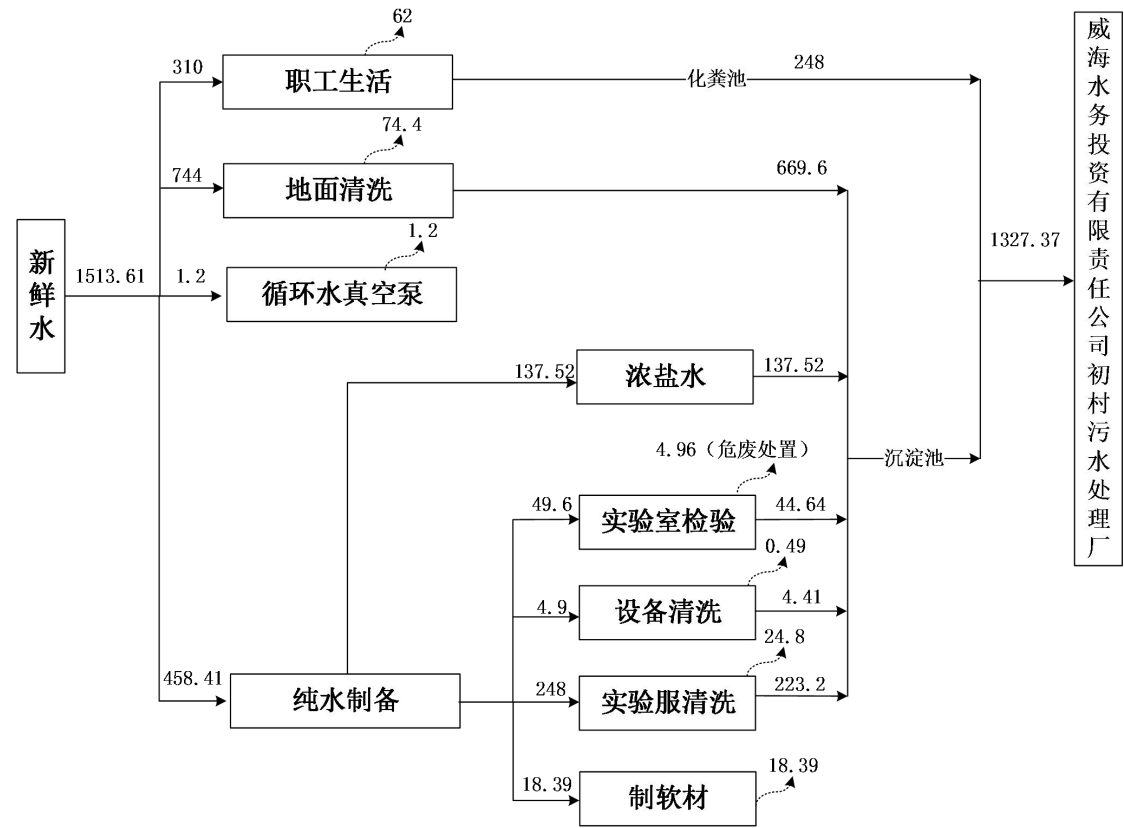 62
310
职工生活
化粪池
248
74.4
744
地面清洗
669.6
1.2
新鲜水
1513.61
1.2
循环水真空泵
1327.37
威海水务投资有限责任公司初村污水处理厂
137.52
浓盐水
137.52
4.96（危废处置）
沉淀池
49.6
实验室检验
44.64
0.49
4.9
设备清洗
4.41
24.8
458.41
纯水制备
248
实验服清洗
223.2
18.39
18.39
制软材